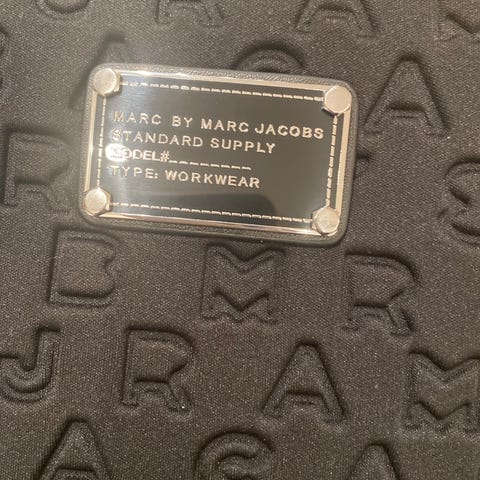 MARC BY MARC JACOBS
STANDARD SUPPLY
MODEL#_ _ _ _ _ _ _
TYPE: WORKWEAR
J A C A
R
B M R
J R A M
A C A